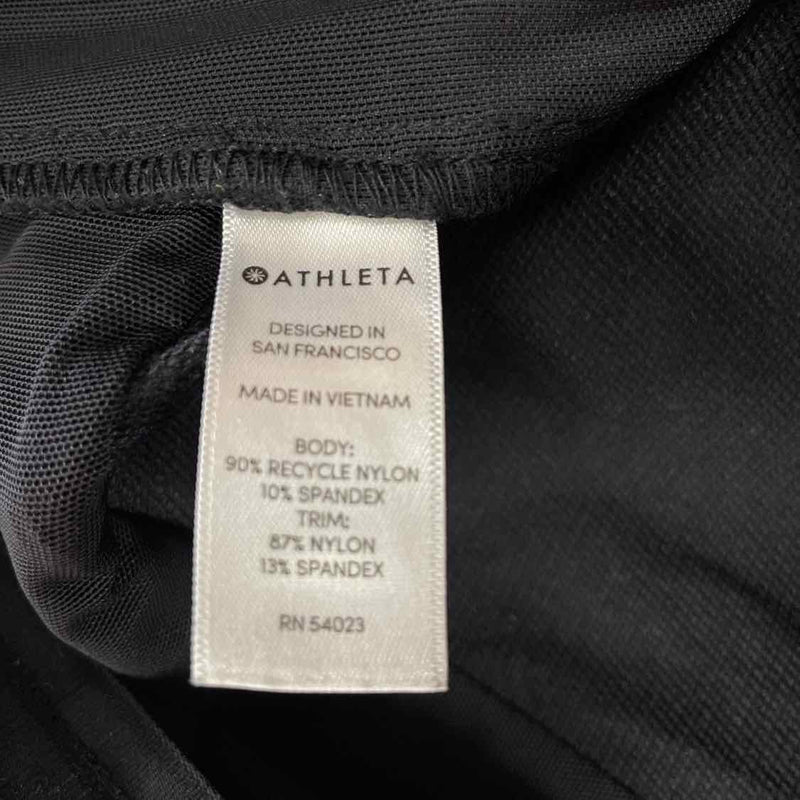 ATHLETA
DESIGNED IN
SAN FRANCISCO
MADE IN VIETNAM
BODY:
90% RECYCLE NYLON
10% SPANDEX
TRIM:
87% NYLON
13% SPANDEX
RN 54023